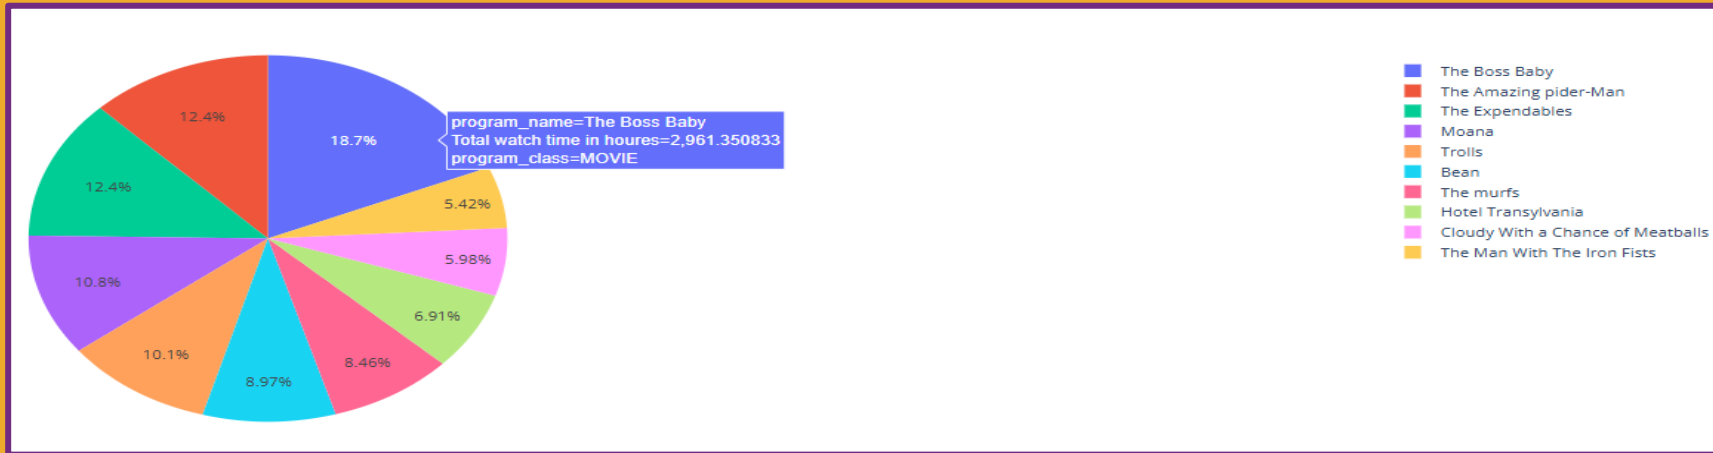 18.7%
12.4%
12.4%
10.8%
10.1%
8.97%
8.46%
6.91%
5.98%
5.42%
program_name=The Boss Baby
Total watch time in houres=2,961.350833
program_class=MOVIE
The Boss Baby
The Amazing pider-Man
The Expendables
Moana
Trolls
Bean
The murfs
Hotel Transylvania
Cloudy With a Chance of Meatballs
The Man With The Iron Fists